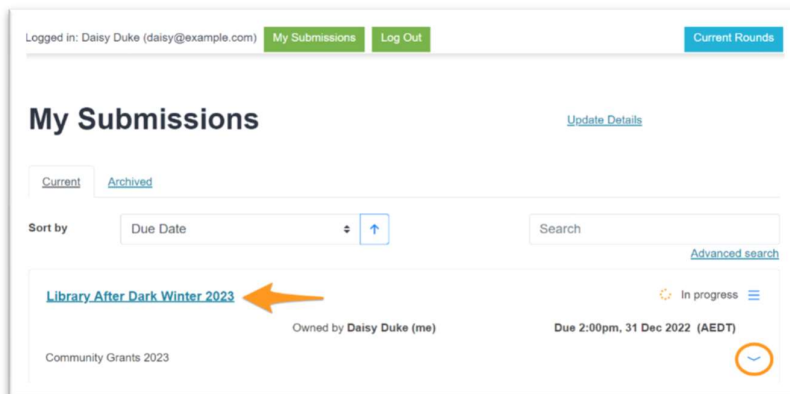 Logged in: Daisy Duke (daisy@example.com) My Submissions Log Out Current Rounds
My Submissions
Update Details
Current Archived
Sort by Due Date Search
Advanced search
Library After Dark Winter 2023 In progress
Owned by Daisy Duke (me) Due 2:00pm, 31 Dec 2022 (AEDT)
Community Grants 2023